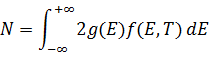 N = ∫_{-∞}^{+∞} 2g(E)f(E, T) dE